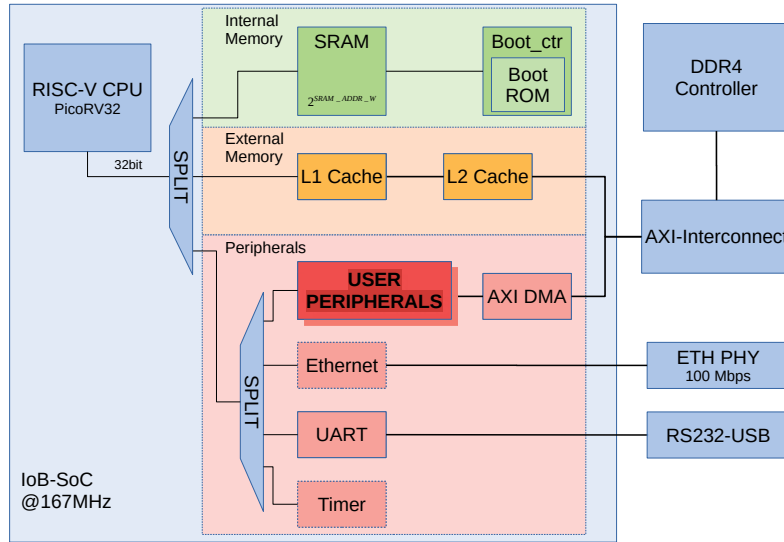 Internal
Memory
SRAM
2^SRAM_ADDR_W
Boot_ctr
Boot
ROM
RISC-V CPU
PicoRV32
32bit
SPLIT
DDR4
Controller
External
Memory
L1 Cache
L2 Cache
AXI-Interconnect
Peripherals
USER
PERIPHERALS
AXI DMA
SPLIT
Ethernet
ETH PHY
100 Mbps
UART
RS232-USB
Timer
IoB-SoC
@167MHz